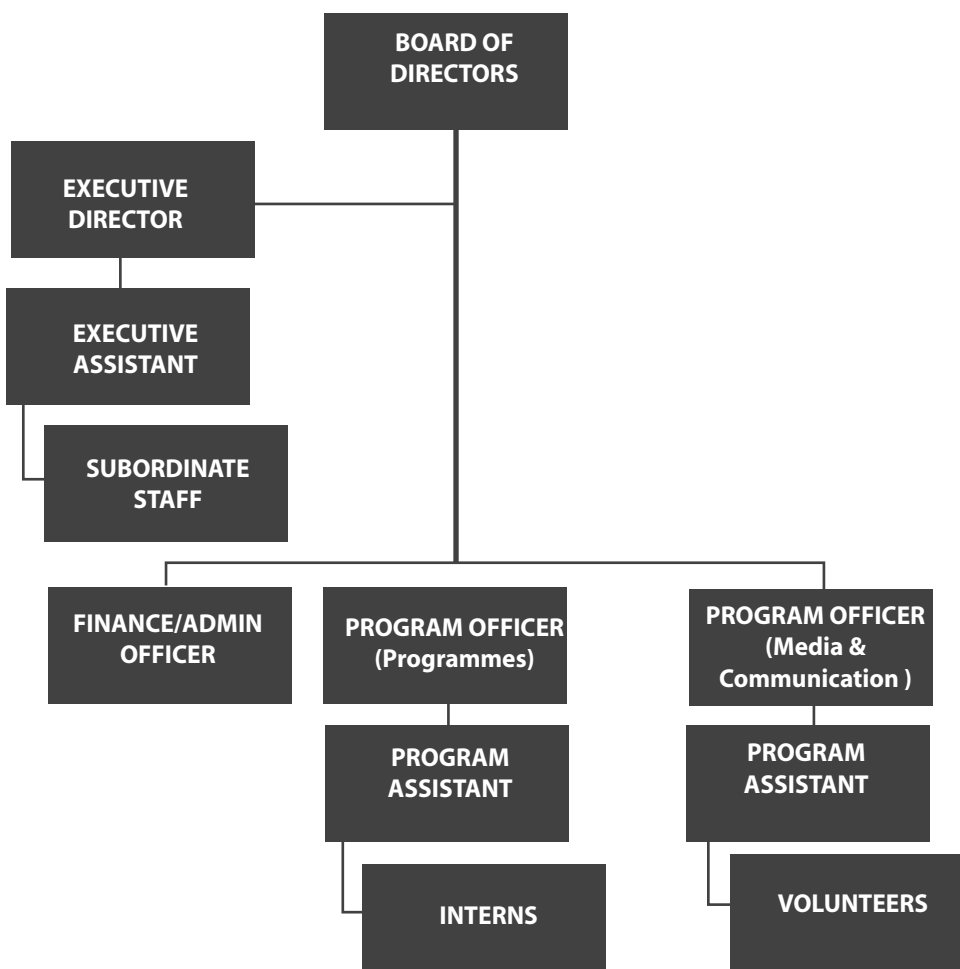 BOARD OF
DIRECTORS
EXECUTIVE
DIRECTOR
EXECUTIVE
ASSISTANT
SUBORDINATE
STAFF
FINANCE/ADMIN
OFFICER
PROGRAM OFFICER
(Programmes)
PROGRAM OFFICER
(Media &
Communication )
PROGRAM
ASSISTANT
PROGRAM
ASSISTANT
INTERNS
VOLUNTEERS